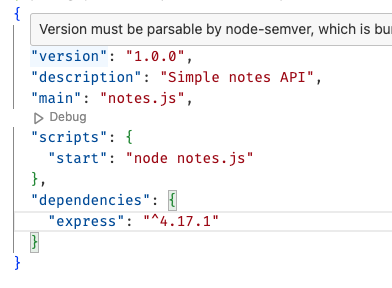 {
Version must be parsable by node-semver, which is bu
"version": "1.0.0",
"description": "Simple notes API",
"main": "notes.js",
Debug
"scripts": {
"start": "node notes.js"
},
"dependencies": {
"express": "^4.17.1"
}
}